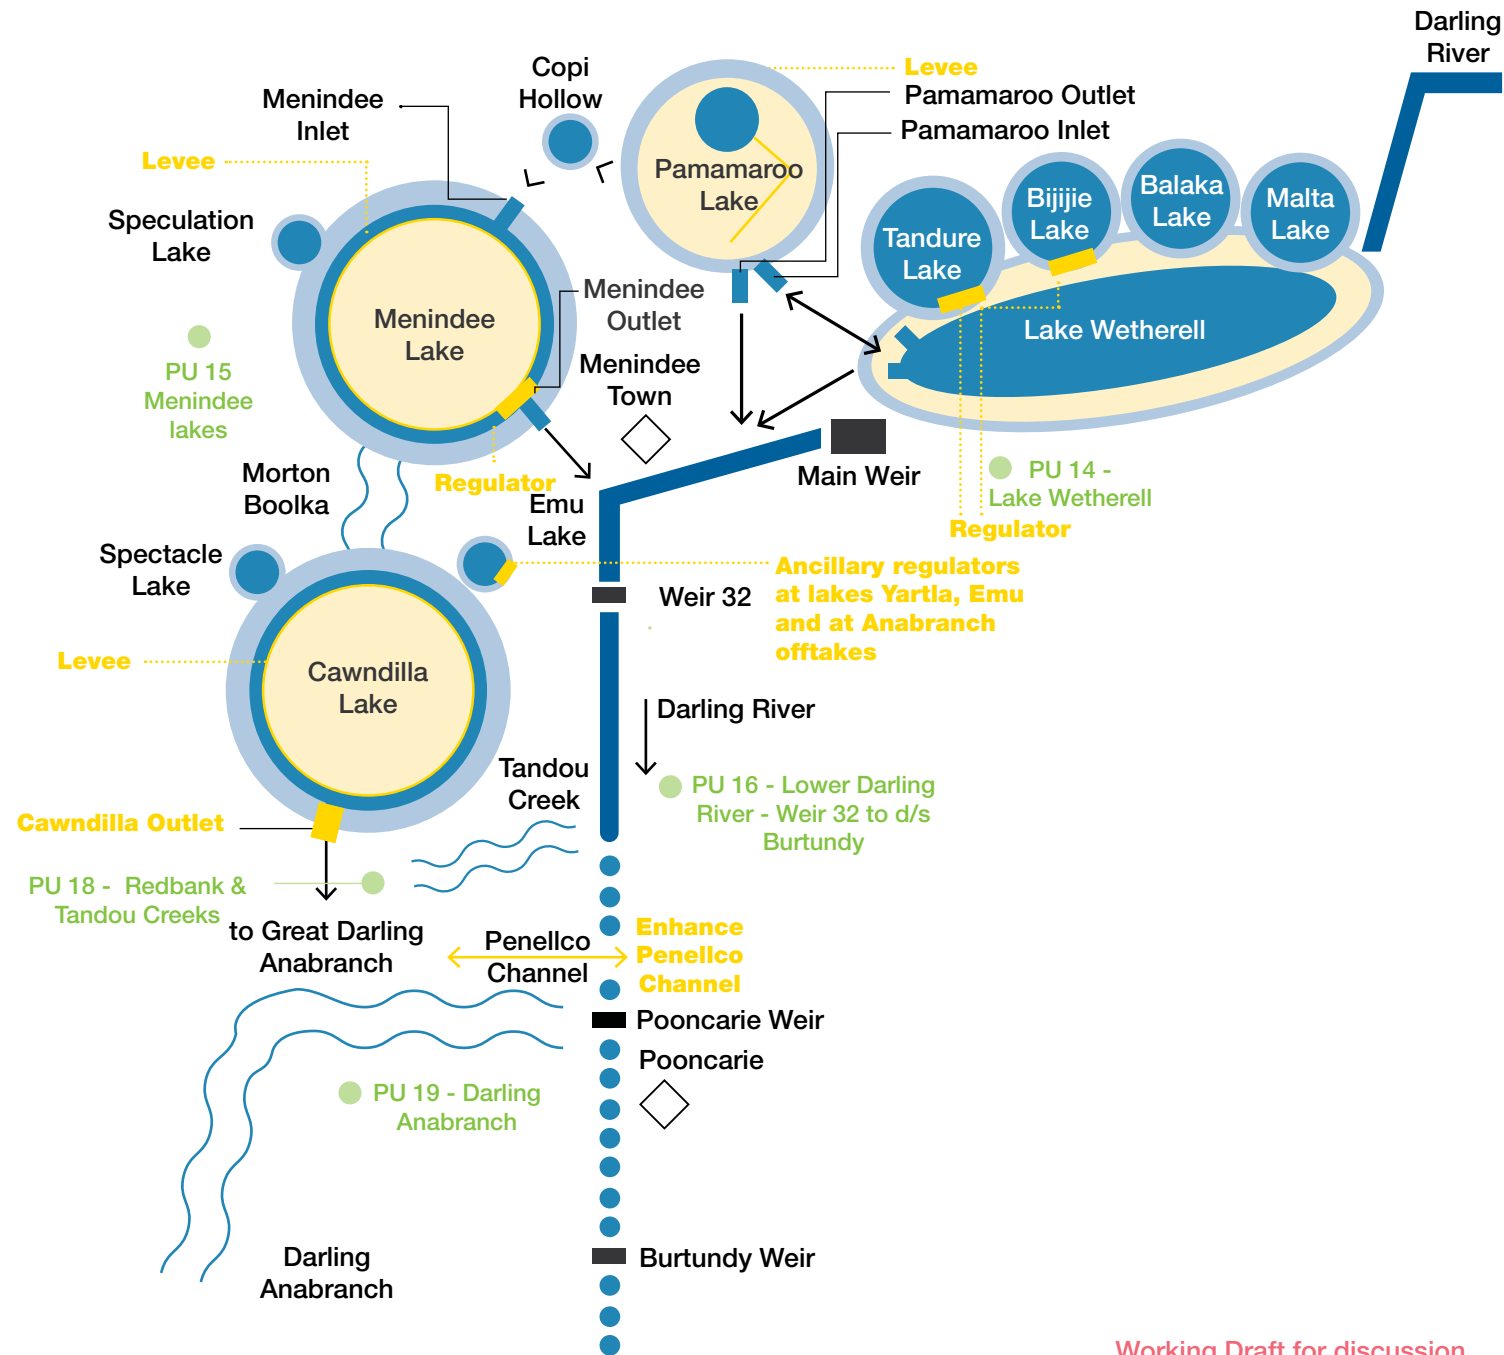 Darling
River
Copi
Hollow
Levee
Pamamaroo Outlet
Pamamaroo Inlet
Menindee
Inlet
Levee
Pamamaroo
Lake
Speculation
Lake
Tandure
Lake
Bijijie
Lake
Balaka
Lake
Malta
Lake
Menindee
Outlet
Menindee
Lake
Lake Wetherell
PU 15
Menindee
lakes
Menindee
Town
Main Weir
Morton
Boolka
Regulator
Emu
Lake
PU 14 -
Lake Wetherell
Regulator
Spectacle
Lake
Weir 32
Ancillary regulators
at lakes Yartla, Emu
and at Anabranch
offtakes
Levee
Cawndilla
Lake
Darling River
Tandou
Creek
PU 16 - Lower Darling
River - Weir 32 to d/s
Burtundy
Cawndilla Outlet
PU 18 - Redbank &
Tandou Creeks
to Great Darling
Anabranch
Penellco
Channel
Enhance
Penellco
Channel
Pooncarie Weir
Pooncarie
PU 19 - Darling
Anabranch
Darling
Anabranch
Burtundy Weir
Working Draft for discussion